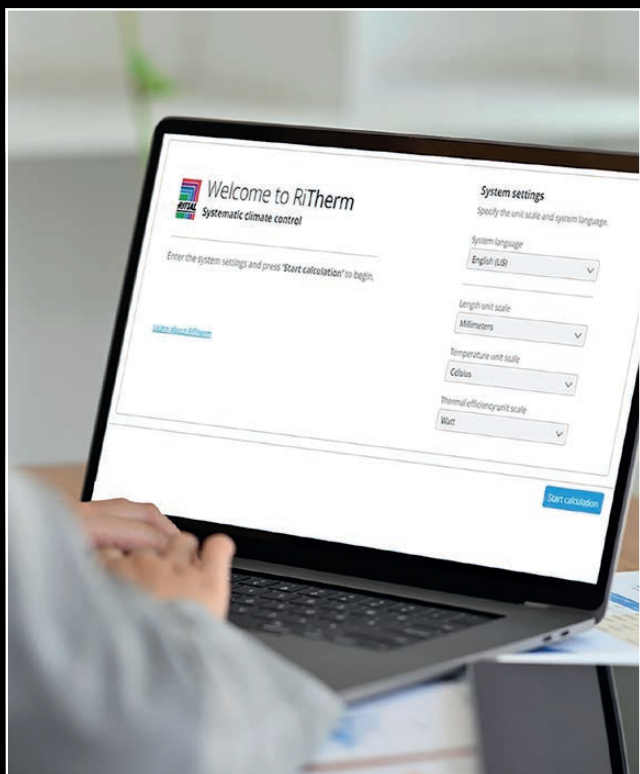 RITTAL
Welcome to RiTherm
Systematic climate control
Enter the system settings and press 'Start calculation' to begin.
Learn about RiTherm
System settings
Specify the unit scale and system language.
System language
English (US)
Length unit scale
Millimeters
Temperature unit scale
Celsius
Thermal efficiency unit scale
Watt
Start calculation